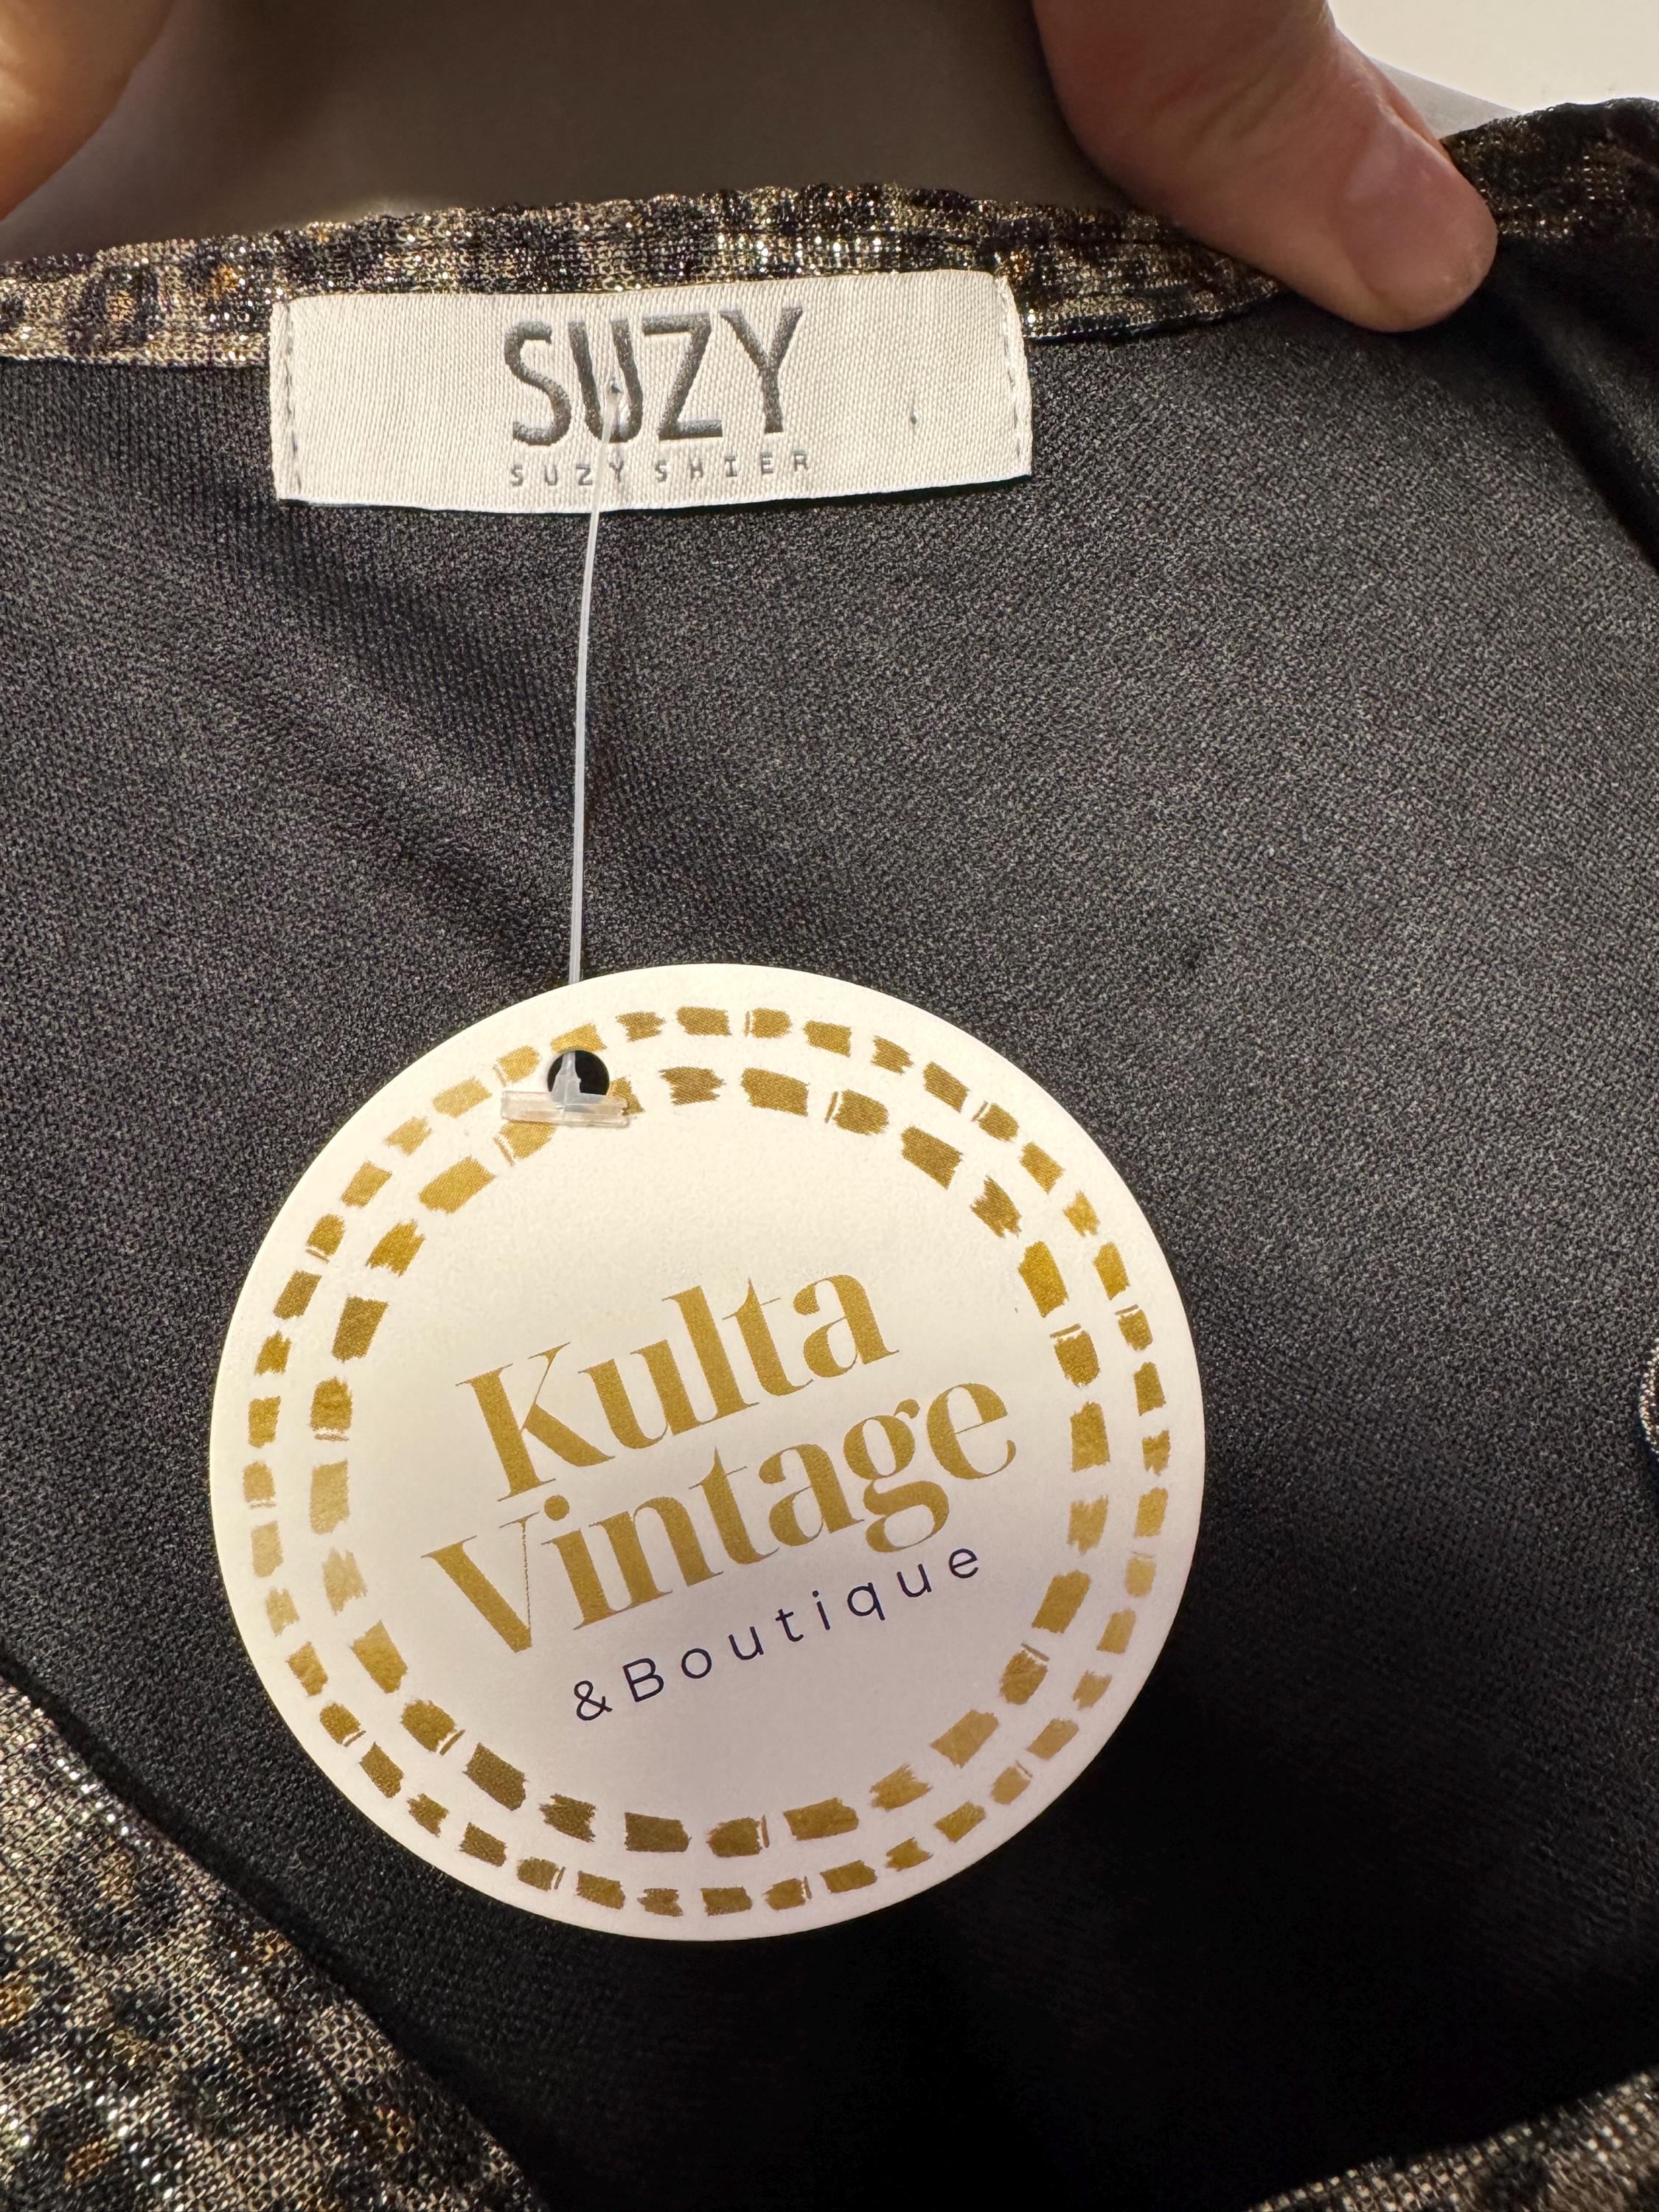 SUZY
SUZY SHIER
Kulta
Vintage
& Boutique